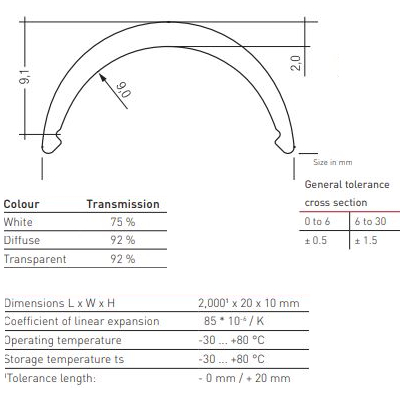 9,1
9,0
2,0
Size in mm
General tolerance
cross section
0 to 6 6 to 30
± 0.5 ± 1.5
Colour Transmission
White 75 %
Diffuse 92 %
Transparent 92 %
Dimensions L x W x H 2,000¹ x 20 x 10 mm
Coefficient of linear expansion 85 * 10⁻⁶ / K
Operating temperature -30 ... +80 °C
Storage temperature ts -30 ... +80 °C
¹Tolerance length: - 0 mm / + 20 mm